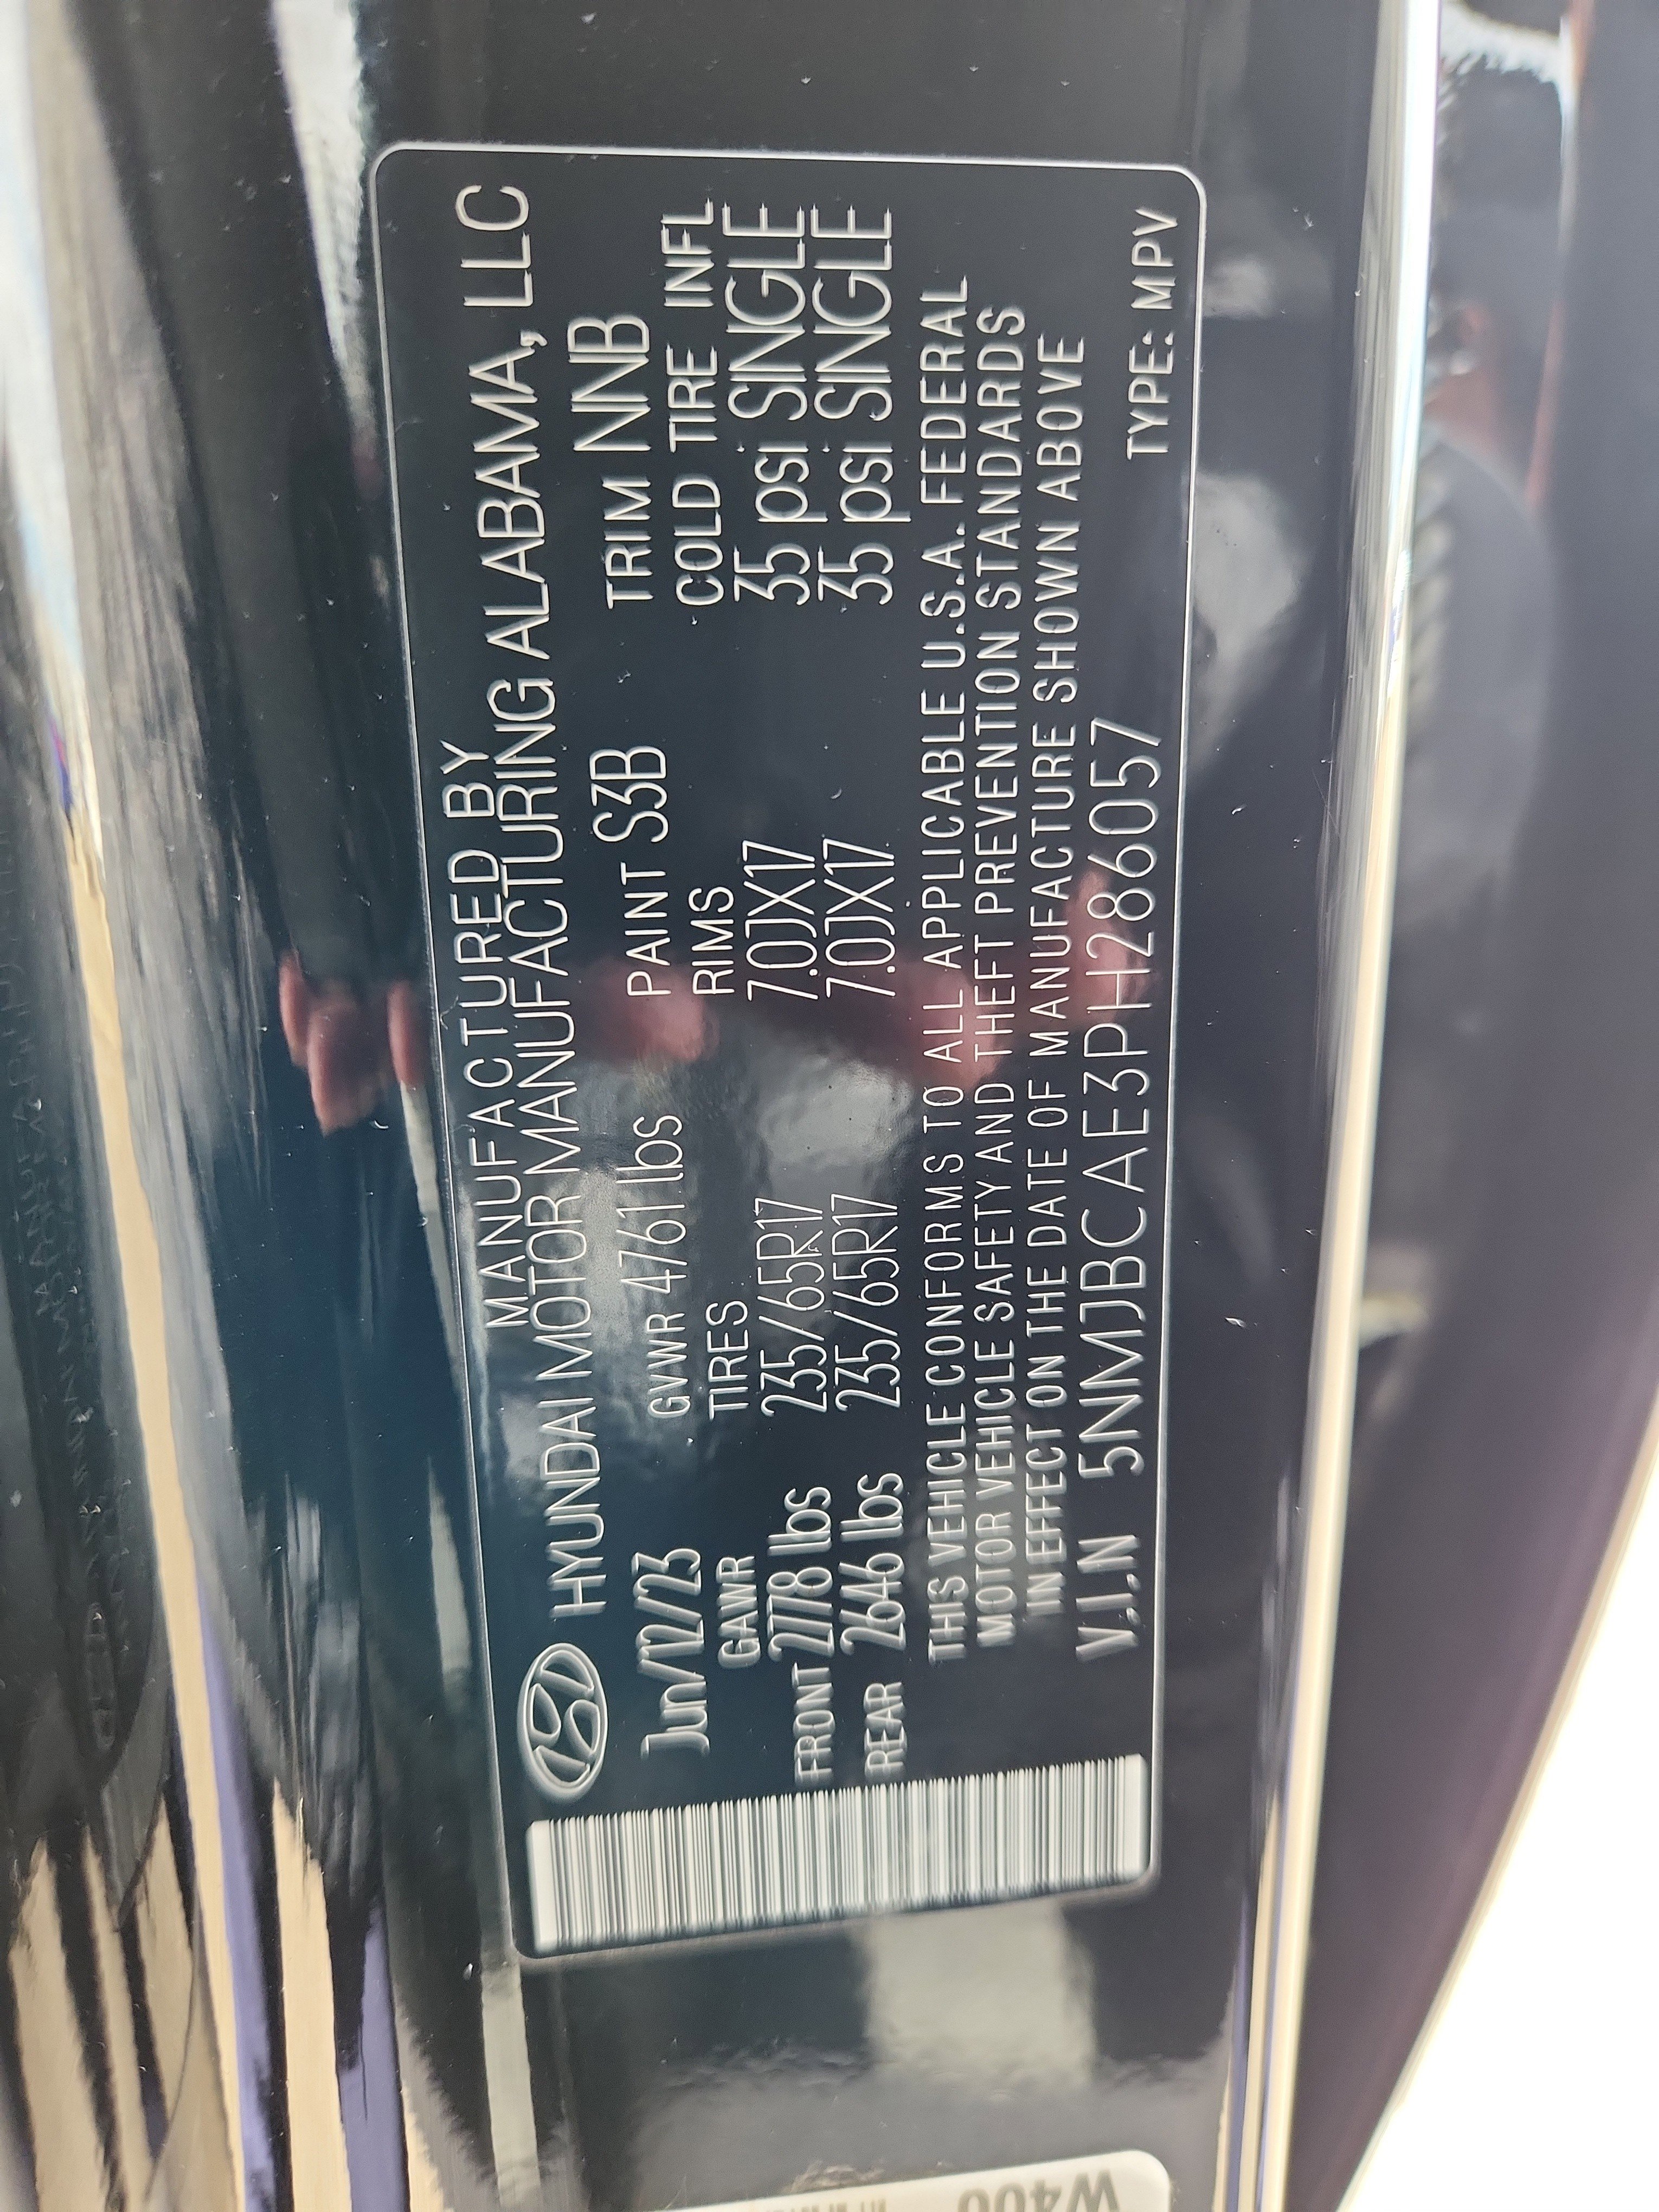 MANUFACTURED BY
HYUNDAI MOTOR MANUFACTURING ALABAMA, LLC
Jun/12/23 GVWR 4761 lbs PAINT S3B TRIM NNB
GAWR TIRES RIMS COLD TIRE INFL
FRONT 2778 lbs 235/65R17 7.0JX17 35 psi SINGLE
REAR 2646 lbs 235/65R17 7.0JX17 35 psi SINGLE
THIS VEHICLE CONFORMS TO ALL APPLICABLE U.S.A. FEDERAL
MOTOR VEHICLE SAFETY AND THEFT PREVENTION STANDARDS
IN EFFECT ON THE DATE OF MANUFACTURE SHOWN ABOVE
V.I.N 5NMJBCAE3PH286057
TYPE: MPV
W400